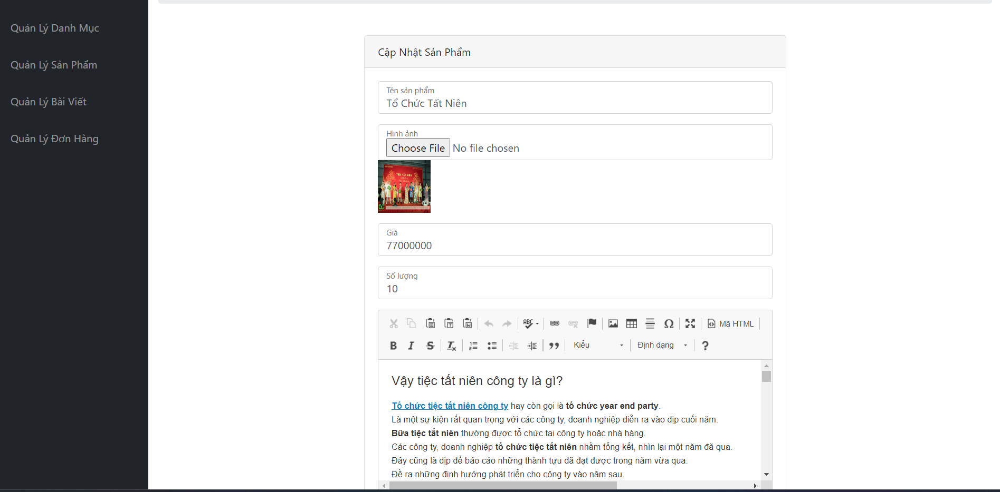 Quản Lý Danh Mục
Quản Lý Sản Phẩm
Quản Lý Bài Viết
Quản Lý Đơn Hàng
Cập Nhật Sản Phẩm
Tên sản phẩm
Tổ Chức Tất Niên
Hình ảnh
Choose File No file chosen
TIỆC TẤT NIÊN
Giá
77000000
Số lượng
10
ABC
Mã HTML
Kiểu
Định dạng
Vậy tiệc tất niên công ty là gì?
Tổ chức tiệc tất niên công ty hay còn gọi là tổ chức year end party.
Là một sự kiện rất quan trọng với các công ty, doanh nghiệp diễn ra vào dịp cuối năm.
Bữa tiệc tất niên thường được tổ chức tại công ty hoặc nhà hàng.
Các công ty, doanh nghiệp tổ chức tiệc tất niên nhằm tổng kết, nhìn lại một năm đã qua.
Đây cũng là dịp để báo cáo những thành tựu đã đạt được trong năm vừa qua.
Đề ra những định hướng phát triển cho công ty vào năm sau.